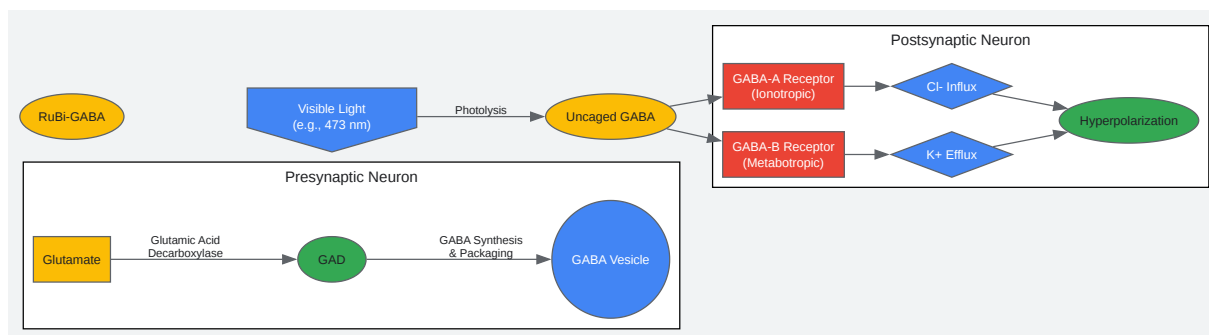 Postsynaptic Neuron
RuBi-GABA
Visible Light
(e.g., 473 nm)
Photolysis
Uncaged GABA
GABA-A Receptor
(Ionotropic)
Cl- Influx
GABA-B Receptor
(Metabotropic)
K+ Efflux
Hyperpolarization
Presynaptic Neuron
Glutamate
Glutamic Acid
Decarboxylase
GAD
GABA Synthesis
& Packaging
GABA Vesicle